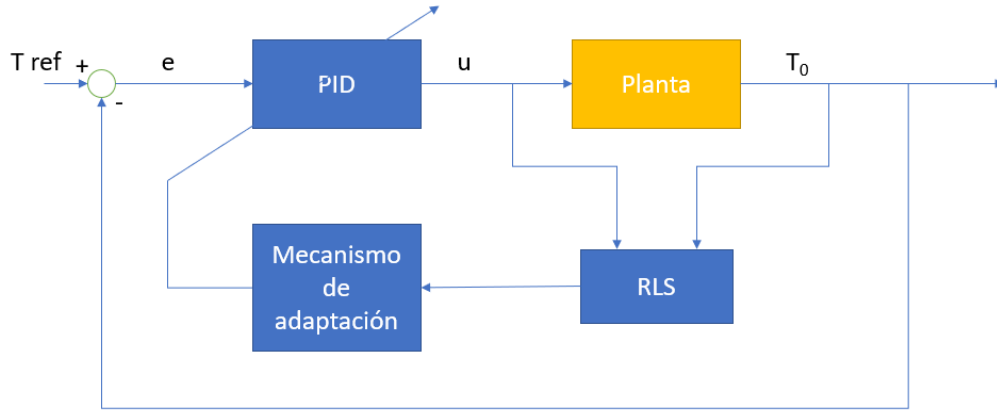 T ref
+
e
PID
u
Planta
T₀
-
Mecanismo
de
adaptación
RLS